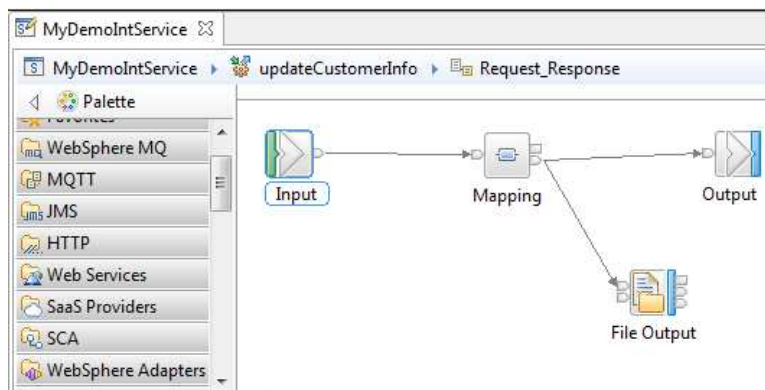 MyDemoIntService
MyDemoIntService updateCustomerInfo Request_Response
Palette
Favorites
WebSphere MQ
MQTT
JMS
HTTP
Web Services
SaaS Providers
SCA
WebSphere Adapters
Input
Mapping
Output
File Output